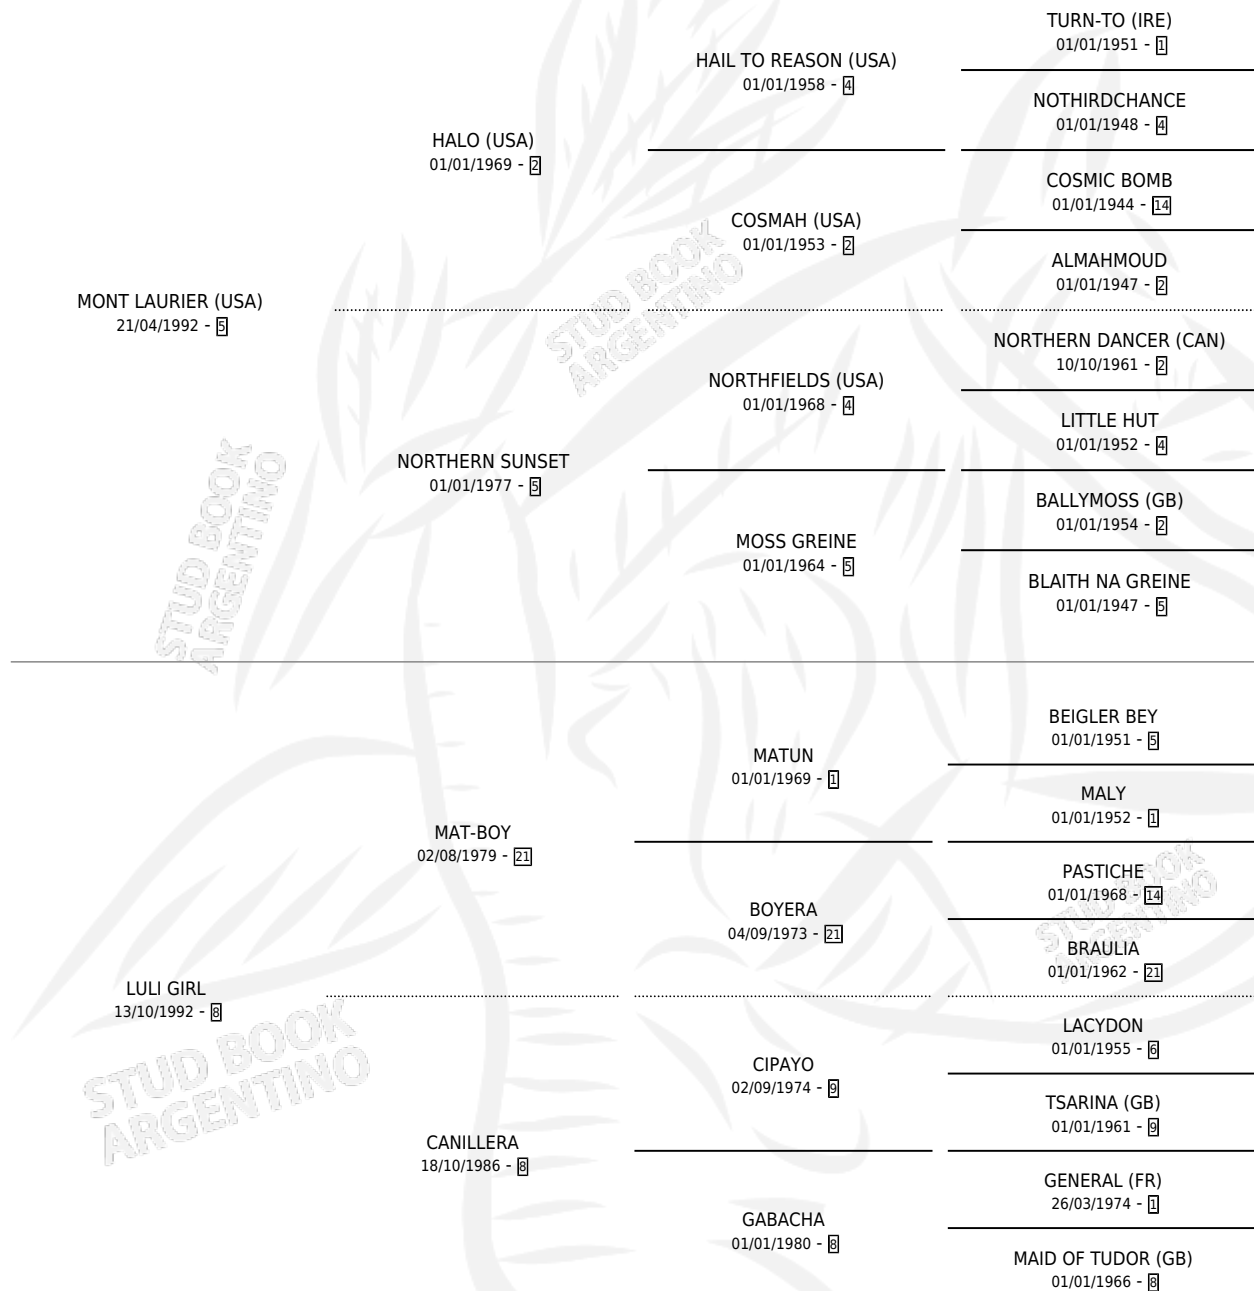 TURN-TO (IRE)
01/01/1951 - 1
HAIL TO REASON (USA)
01/01/1958 - 4
NOTHIRDCHANCE
01/01/1948 - 4
HALO (USA)
01/01/1969 - 2
COSMIC BOMB
01/01/1944 - 14
COSMAH (USA)
01/01/1953 - 2
ALMAHMOUD
01/01/1947 - 2
MONT LAURIER (USA)
21/04/1992 - 5
NORTHERN DANCER (CAN)
10/10/1961 - 2
NORTHFIELDS (USA)
01/01/1968 - 4
LITTLE HUT
01/01/1952 - 4
NORTHERN SUNSET
01/01/1977 - 5
BALLYMOSS (GB)
01/01/1954 - 2
MOSS GREINE
01/01/1964 - 5
BLAITH NA GREINE
01/01/1947 - 5
BEIGLER BEY
01/01/1951 - 5
MATUN
01/01/1969 - 1
MALY
01/01/1952 - 1
MAT-BOY
02/08/1979 - 21
PASTICHE
01/01/1968 - 14
BOYERA
04/09/1973 - 21
BRAULIA
01/01/1962 - 21
LULI GIRL
13/10/1992 - 8
LACYDON
01/01/1955 - 6
CIPAYO
02/09/1974 - 9
TSARINA (GB)
01/01/1961 - 9
CANILLERA
18/10/1986 - 8
GENERAL (FR)
26/03/1974 - 1
GABACHA
01/01/1980 - 8
MAID OF TUDOR (GB)
01/01/1966 - 8
STUD BOOK
ARGENTINO
STUD BOOK
ARGENTINO
STUD BOOK
ARGENTINO
STUD BOOK
ARGENTINO